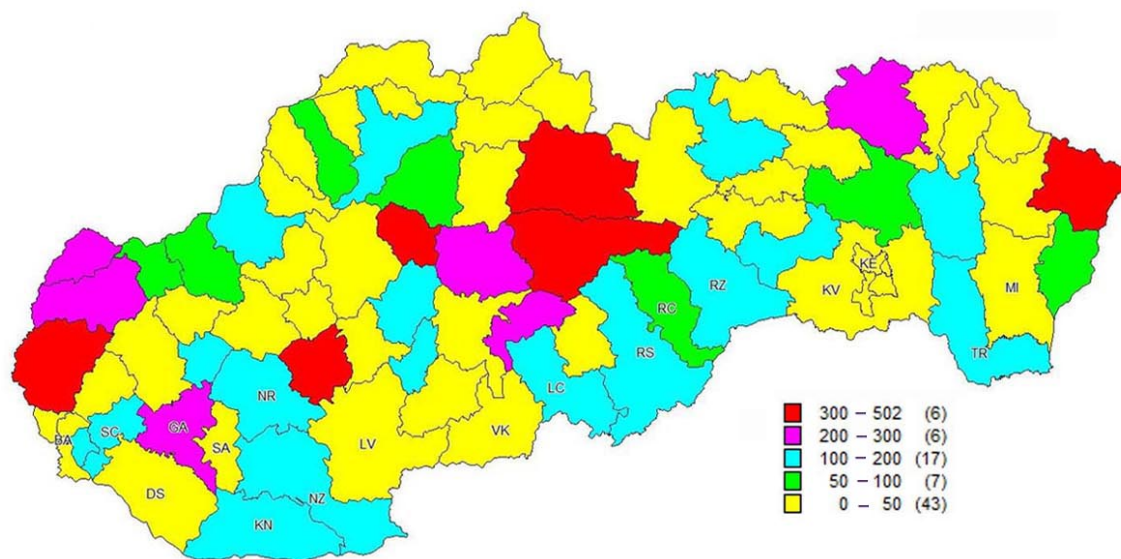 KE
KV
MI
RZ
RC
RS
TR
LC
NR
GA
SC
BA
SA
LV
VK
DS
NZ
KN
300 – 502 (6)
200 – 300 (6)
100 – 200 (17)
50 – 100 (7)
0 – 50 (43)